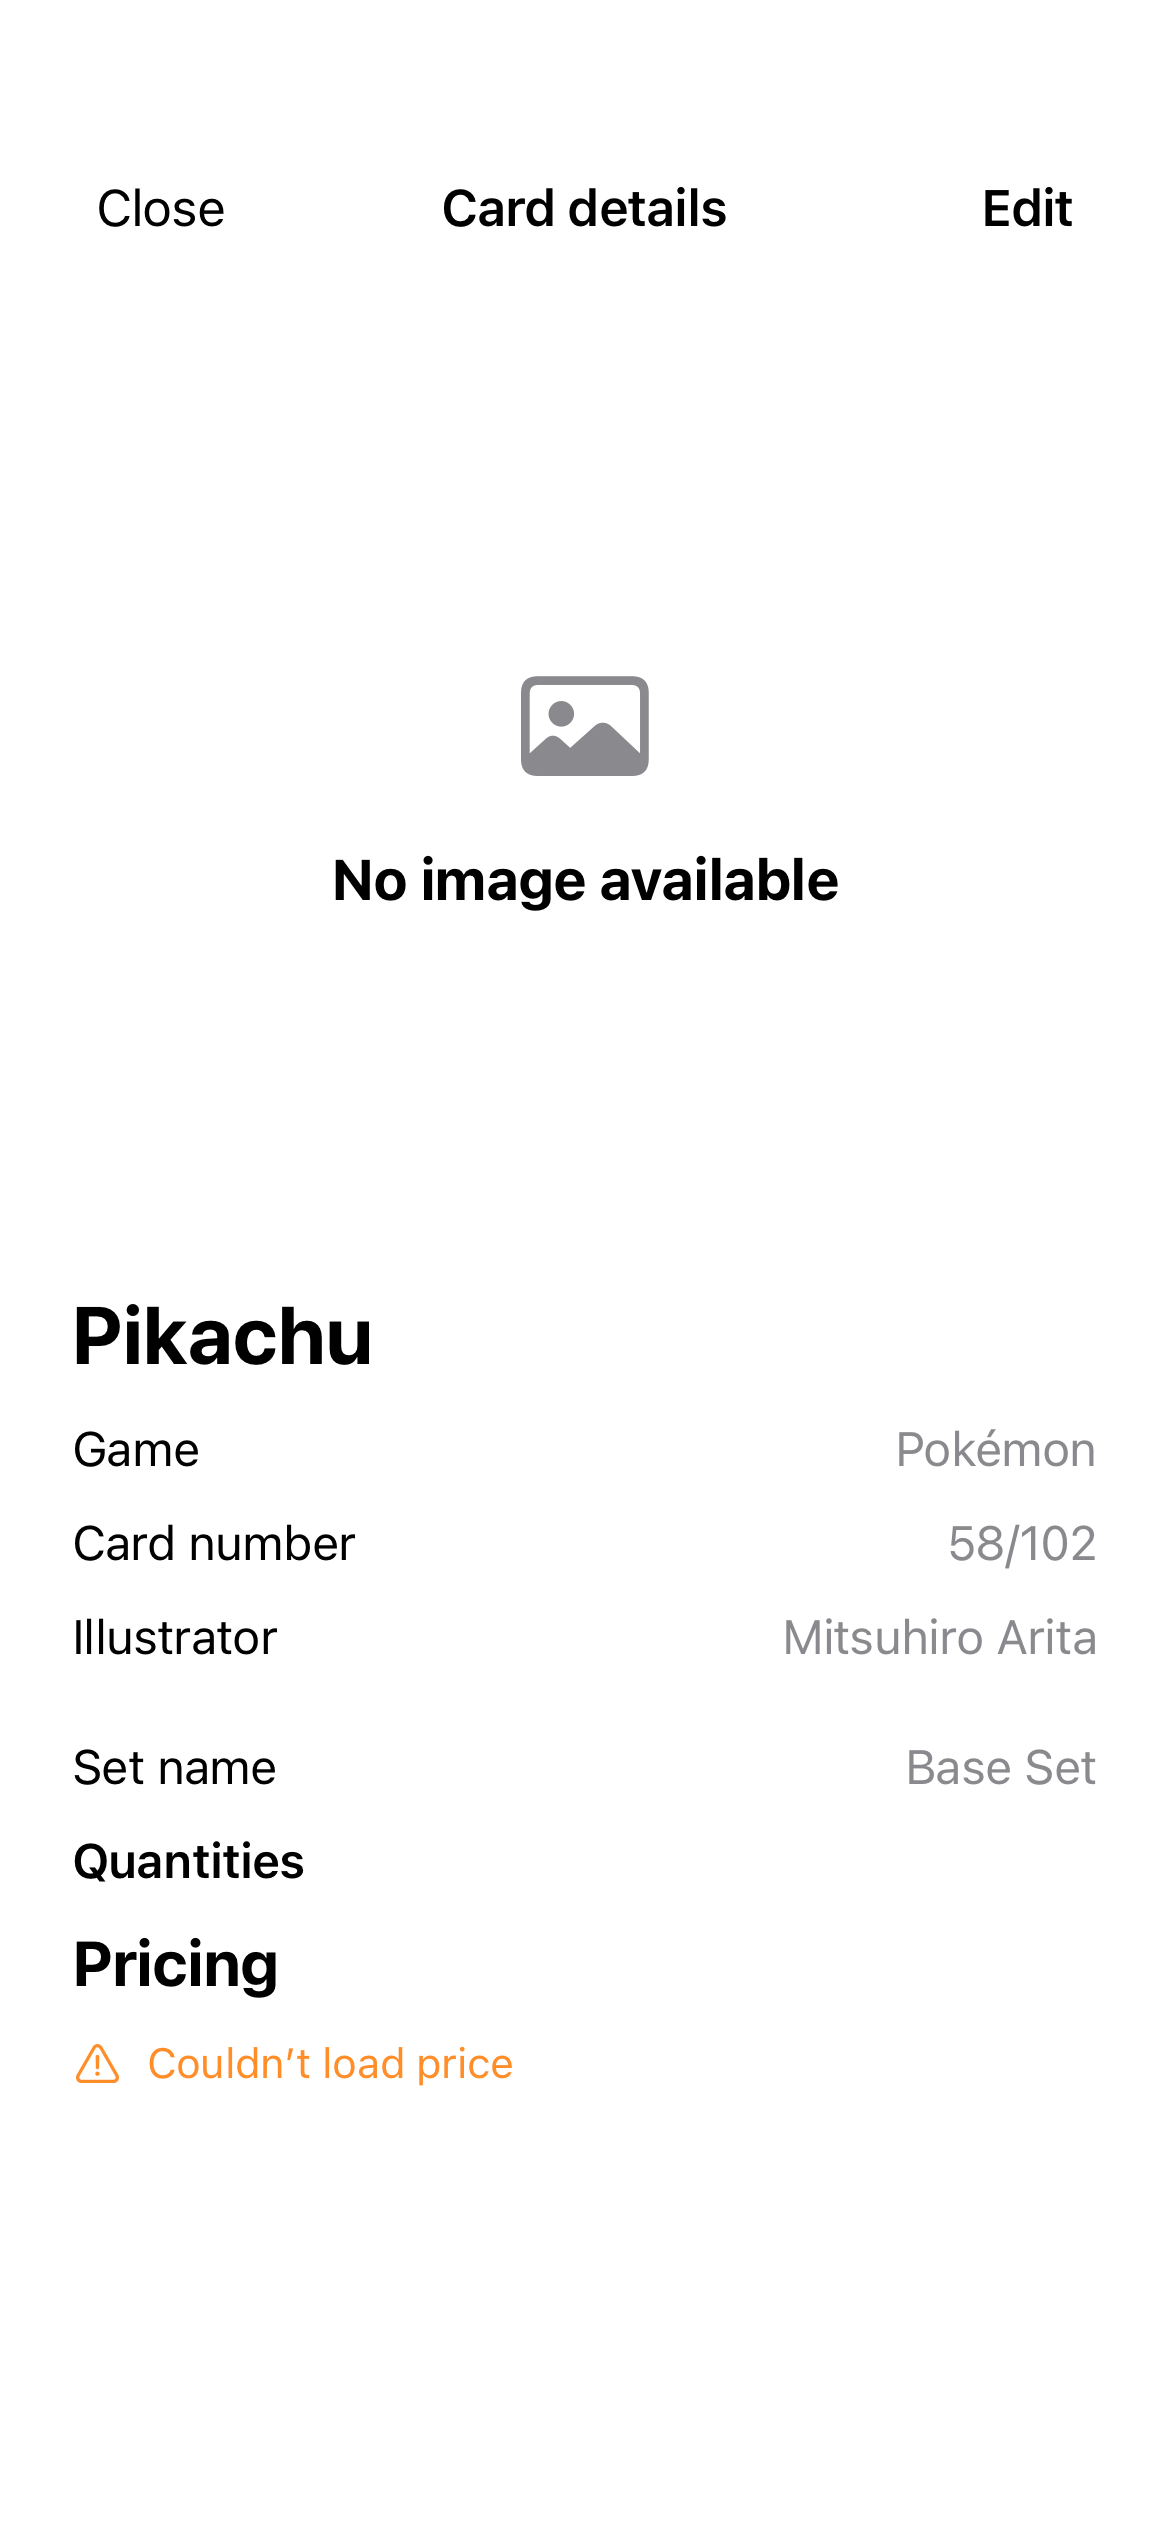 Close Card details Edit
No image available
Pikachu
Game Pokémon
Card number 58/102
Illustrator Mitsuhiro Arita
Set name Base Set
Quantities
Pricing
Couldn’t load price